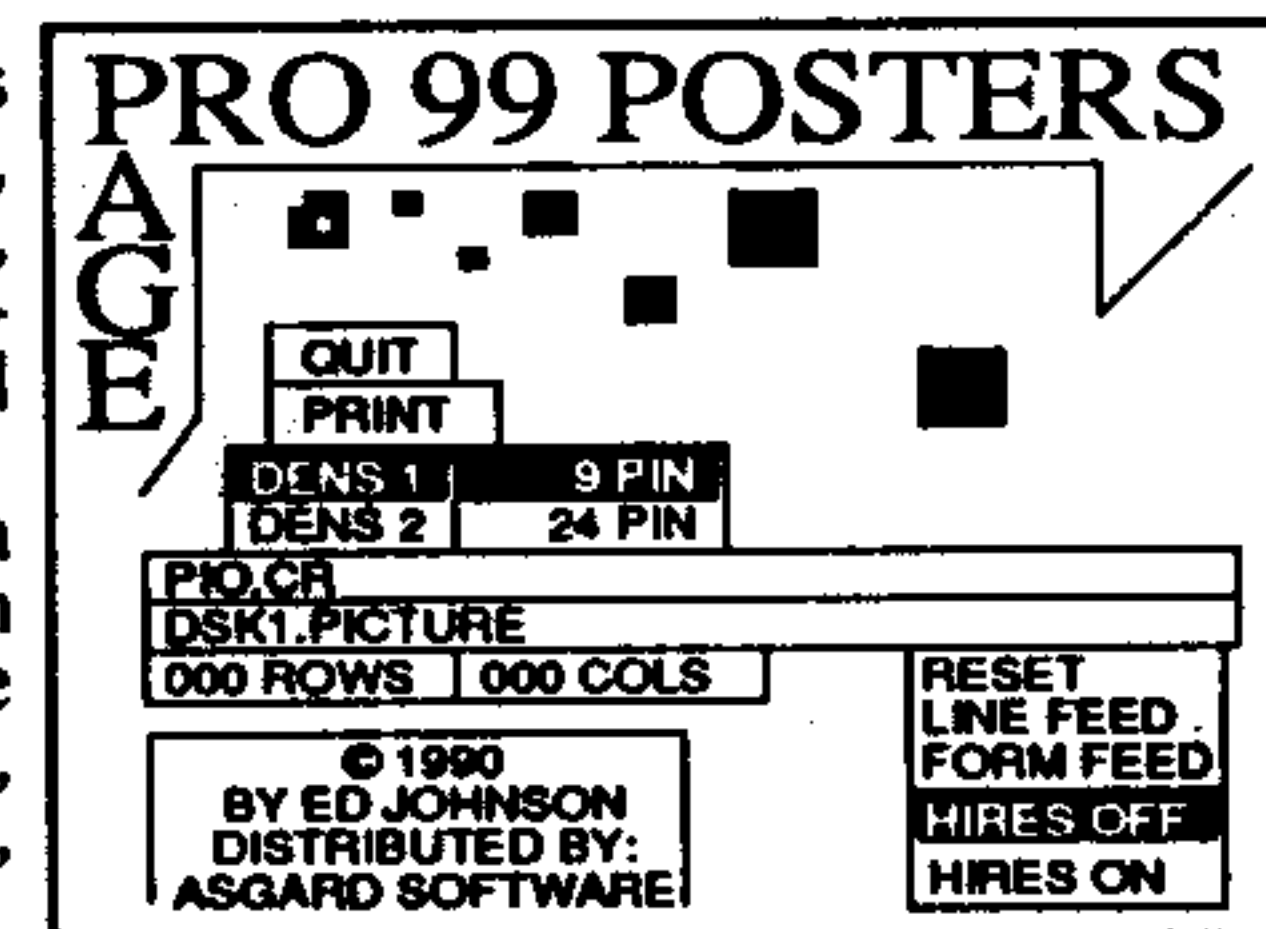 PRO 99 POSTERS
AGE
QUIT
PRINT
DENS 1 9 PIN
DENS 2 24 PIN
PIO.CR
DSK1.PICTURE
000 ROWS 000 COLS
RESET
LINE FEED
FORM FEED
HIRES OFF
HIRES ON
© 1990
BY ED JOHNSON
DISTRIBUTED BY:
ASGARD SOFTWARE